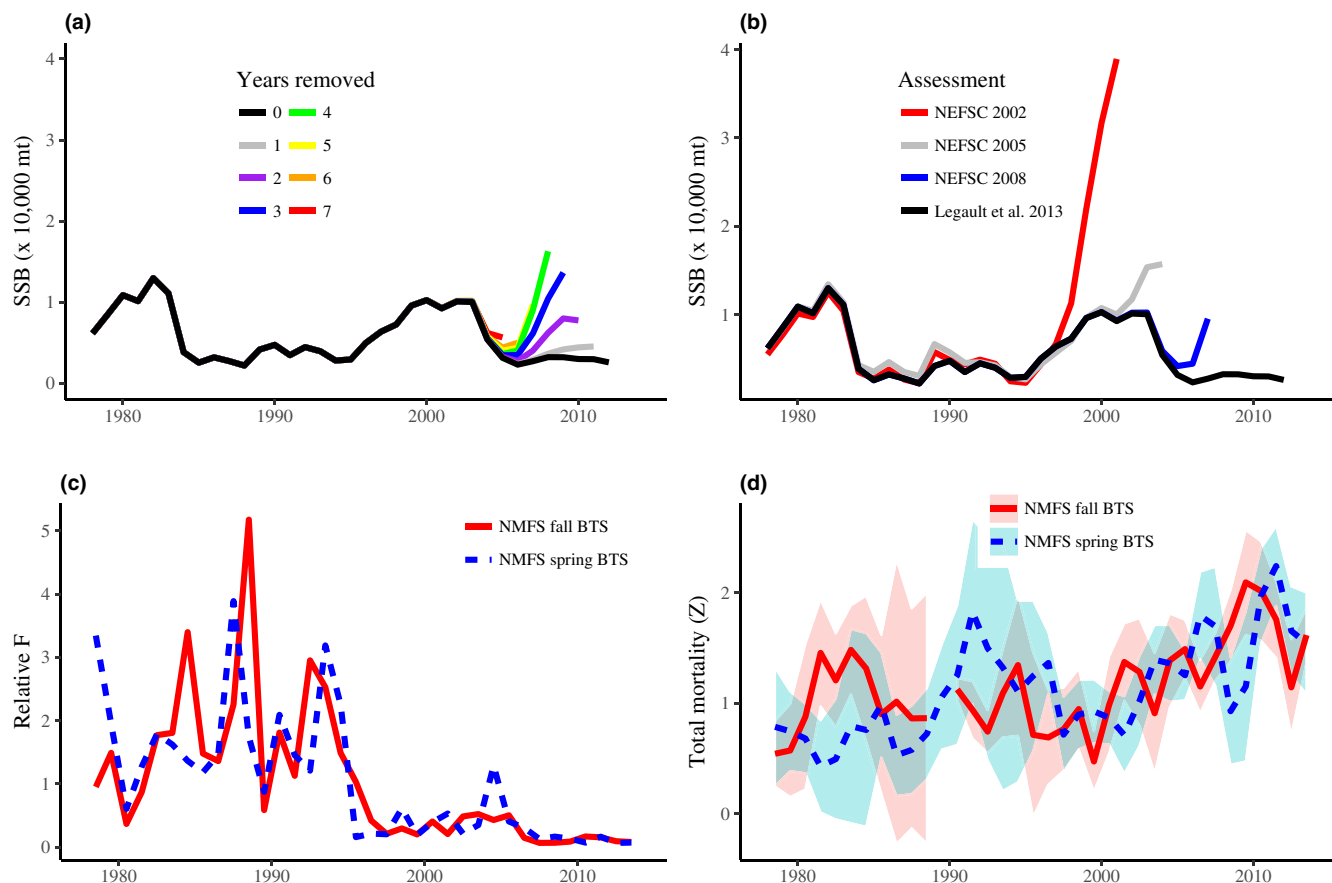 (a)
Years removed
0
4
1
5
2
6
3
7
SSB (x 10,000 mt)
4
3
2
1
0
1980
1990
2000
2010
(b)
Assessment
NEFSC 2002
NEFSC 2005
NEFSC 2008
Legault et al. 2013
SSB (x 10,000 mt)
4
3
2
1
1980
1990
2000
2010
(c)
NMFS fall BTS
NMFS spring BTS
Relative F
5
4
3
2
1
0
1980
1990
2000
2010
(d)
NMFS fall BTS
NMFS spring BTS
Total mortality (Z)
2
1
0
1980
1990
2000
2010